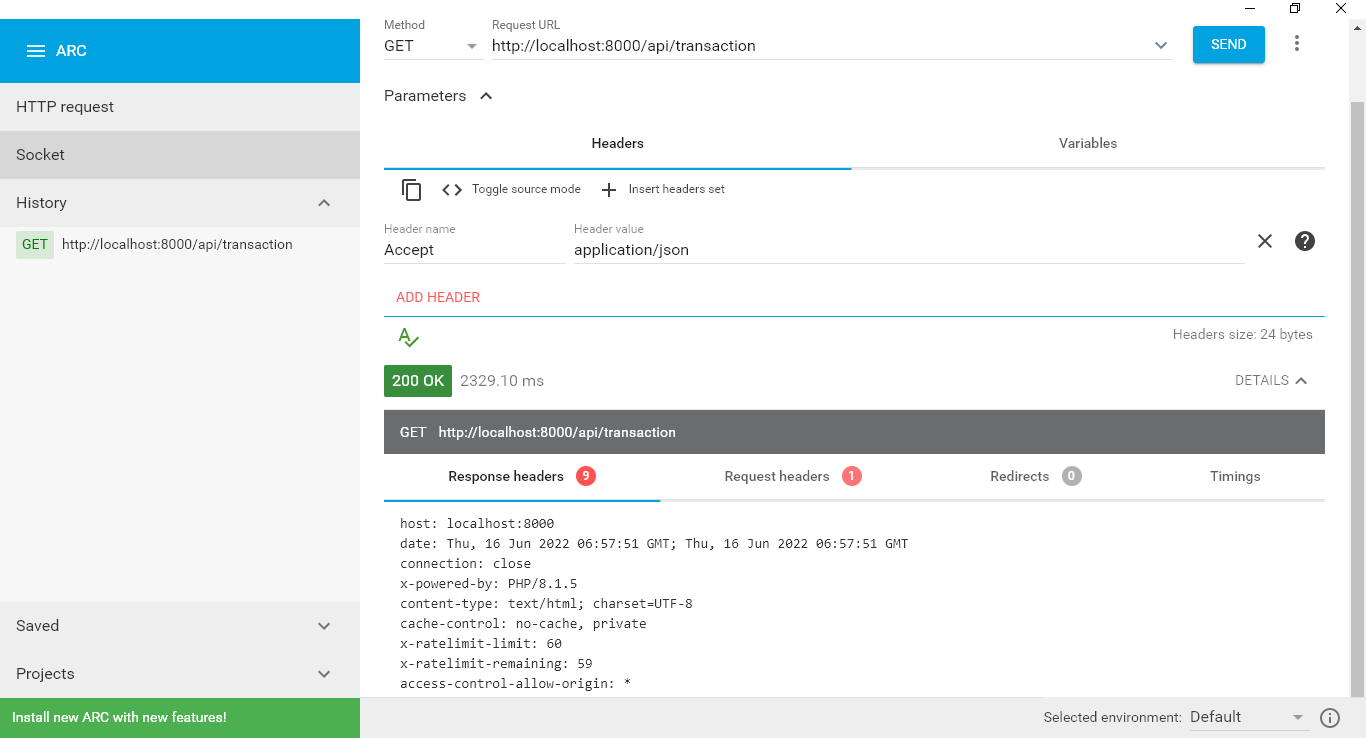 ARC
HTTP request
Socket
History
GET http://localhost:8000/api/transaction
Saved
Projects
Install new ARC with new features!
Method
GET
Request URL
http://localhost:8000/api/transaction
SEND
Parameters
Headers
Variables
Toggle source mode
Insert headers set
Header name
Accept
Header value
application/json
ADD HEADER
Headers size: 24 bytes
200 OK 2329.10 ms
DETAILS
GET http://localhost:8000/api/transaction
Response headers 9
Request headers 1
Redirects 0
Timings
host: localhost:8000
date: Thu, 16 Jun 2022 06:57:51 GMT; Thu, 16 Jun 2022 06:57:51 GMT
connection: close
x-powered-by: PHP/8.1.5
content-type: text/html; charset=UTF-8
cache-control: no-cache, private
x-ratelimit-limit: 60
x-ratelimit-remaining: 59
access-control-allow-origin: *
Selected environment: Default